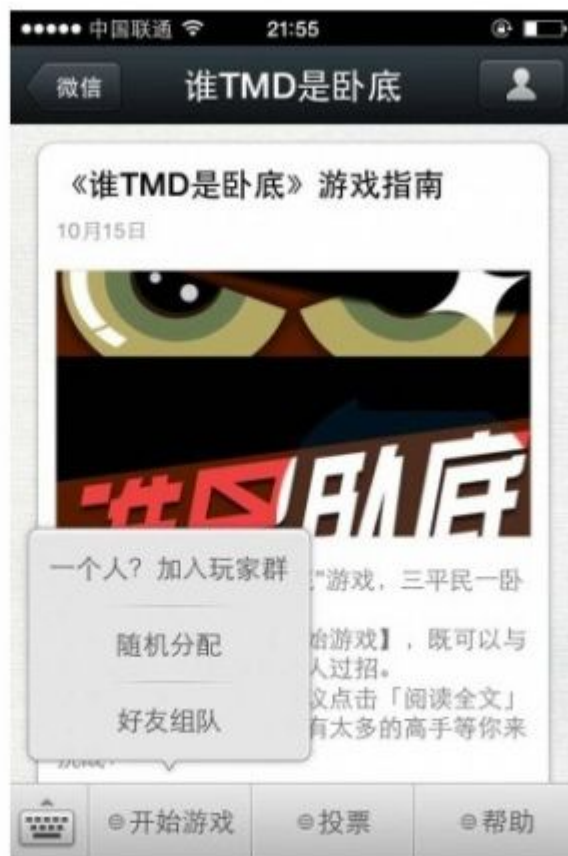 中国联通
21:55
微信
谁TMD是卧底
《谁TMD是卧底》游戏指南
10月15日
谁是卧底
一个人？加入玩家群
随机分配
好友组队
"游戏，三平民一卧
始游戏】，既可以与
人过招。
议点击「阅读全文」
有太多的高手等你来
开始游戏
投票
帮助